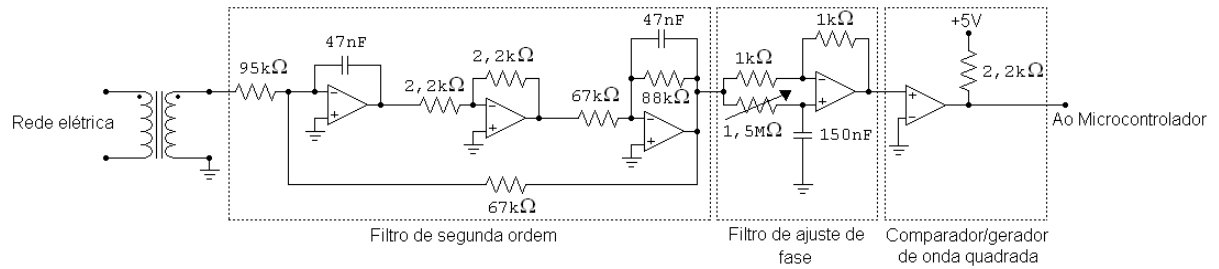 47nF
47nF
1kΩ
+5V
95kΩ
2,2kΩ
1kΩ
2,2kΩ
2,2kΩ
67kΩ
88kΩ
Rede elétrica
1,5MΩ
150nF
Ao Microcontrolador
67kΩ
Filtro de segunda ordem
Filtro de ajuste de
fase
Comparador/gerador
de onda quadrada